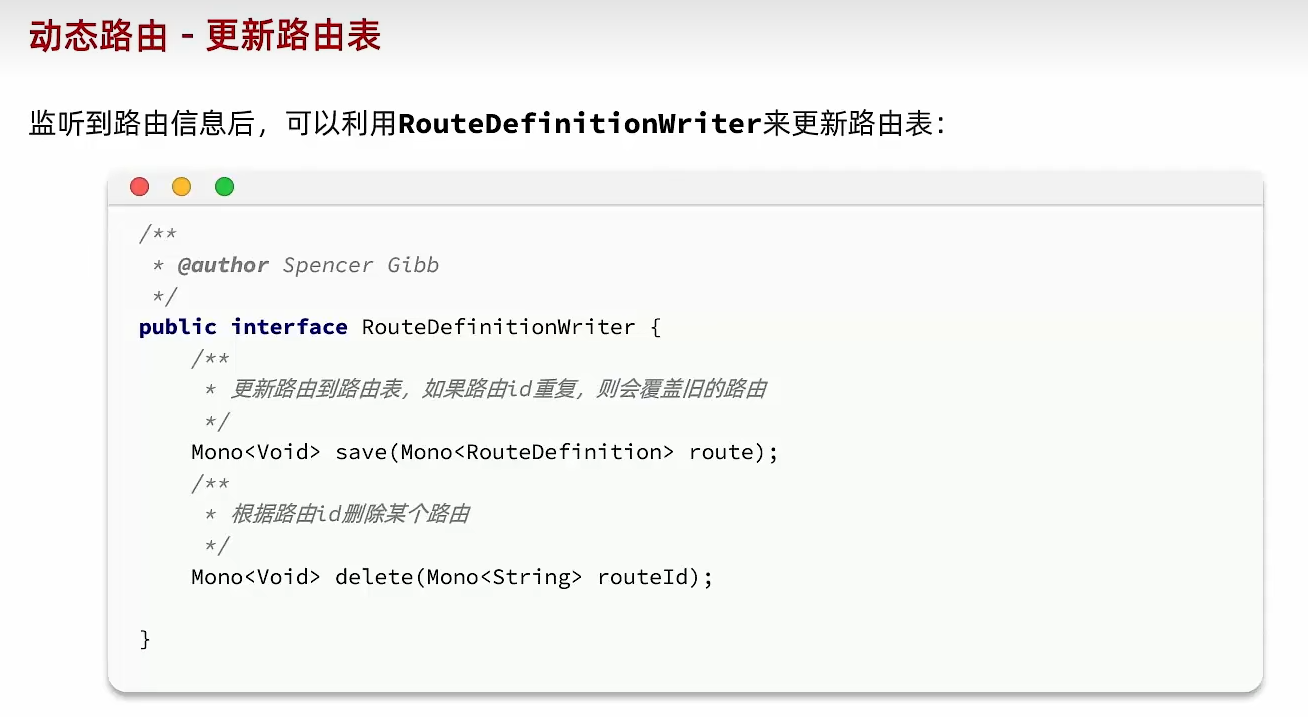 动态路由 - 更新路由表
监听到路由信息后，可以利用RouteDefinitionWriter来更新路由表：
/**
 * @author Spencer Gibb
 */
public interface RouteDefinitionWriter {
    /**
     * 更新路由到路由表，如果路由id重复，则会覆盖旧的路由
     */
    Mono<Void> save(Mono<RouteDefinition> route);
    /**
     * 根据路由id删除某个路由
     */
    Mono<Void> delete(Mono<String> routeId);
}